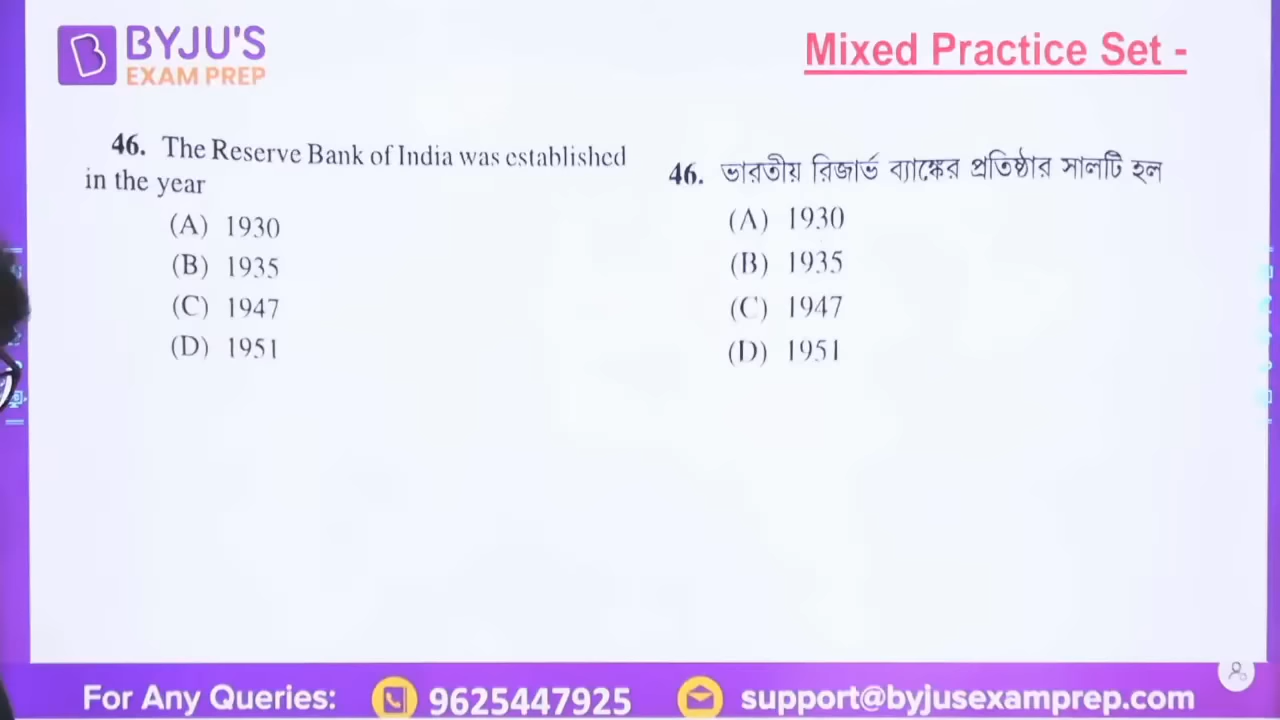 BYJU'S
EXAM PREP
Mixed Practice Set -
46. The Reserve Bank of India was established
in the year
(A) 1930
(B) 1935
(C) 1947
(D) 1951
46. ভারতীয় রিজার্ভ ব্যাঙ্কের প্রতিষ্ঠার সালটি হল
(A) 1930
(B) 1935
(C) 1947
(D) 1951
For Any Queries: 9625447925 support@byjusexamprep.com